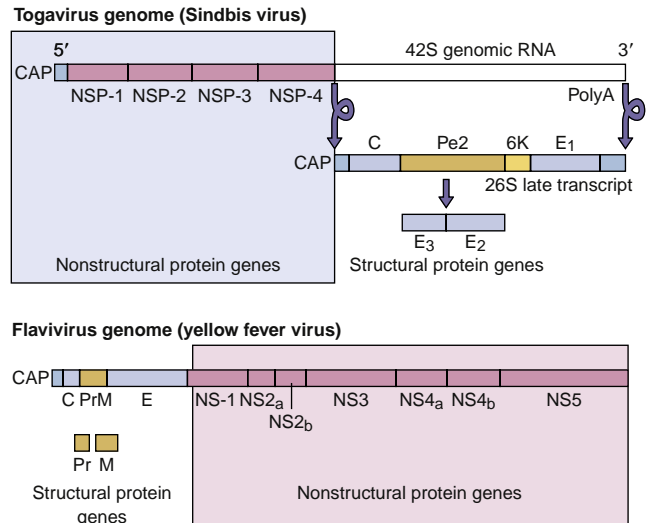 Togavirus genome (Sindbis virus)
5′ 42S genomic RNA 3′
CAP
NSP-1 NSP-2 NSP-3 NSP-4 PolyA
C Pe2 6K E1
CAP
26S late transcript
E3 E2
Nonstructural protein genes Structural protein genes
Flavivirus genome (yellow fever virus)
CAP
C PrM E NS-1 NS2a NS3 NS4a NS4b NS5
NS2b
Pr M
Structural protein
genes
Nonstructural protein genes